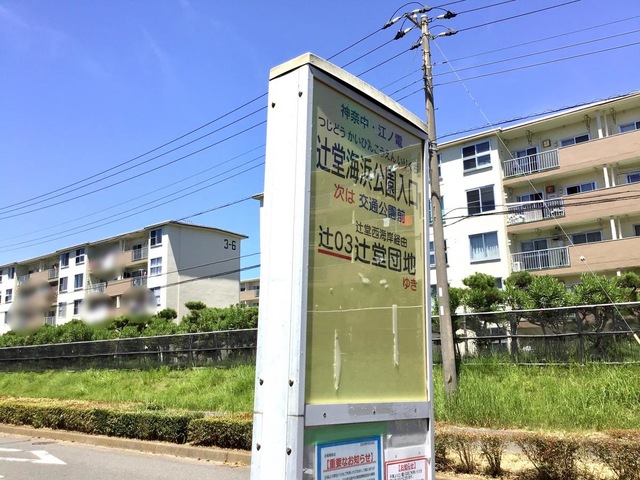 神奈中・江ノ電
つじどうかいひんこうえんいりぐち
辻堂海浜公園入口
次は 交通公園前
辻堂西海岸経由
辻03 辻堂団地
ゆき
【重要なお知らせ】
【お知らせ】
3-6